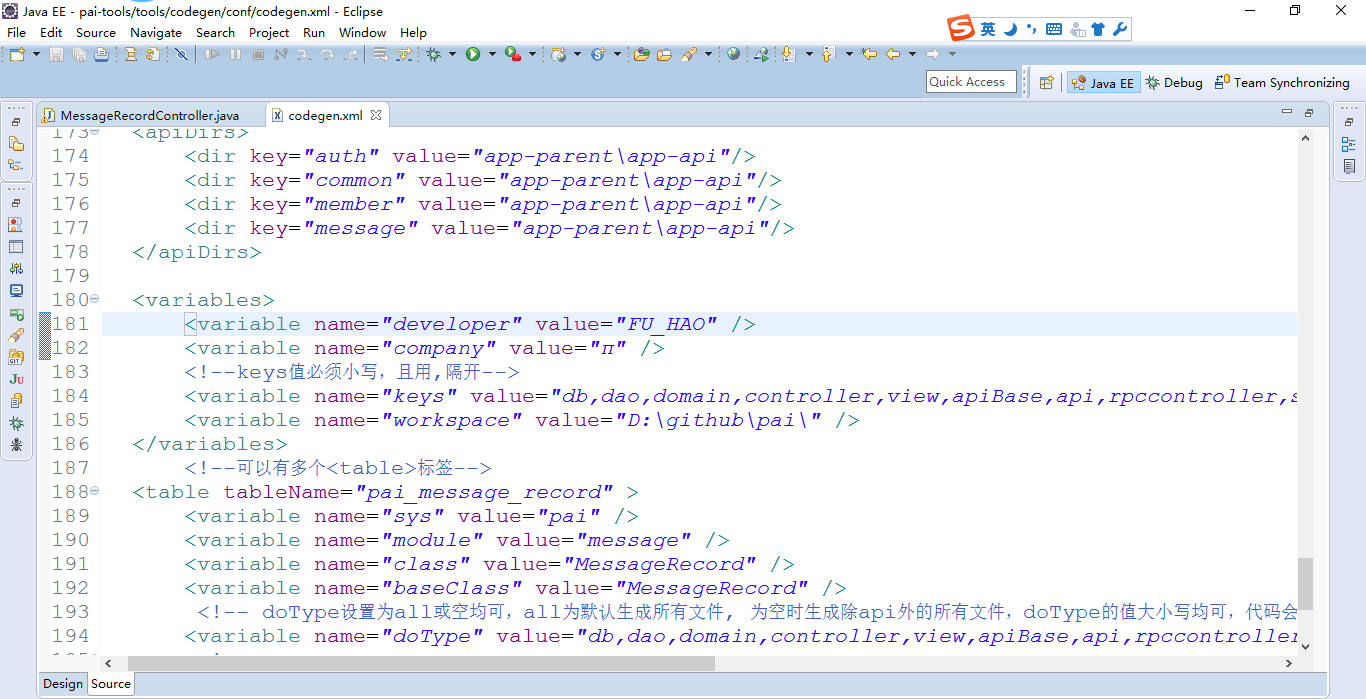 Java EE - pai-tools/tools/codegen/conf/codegen.xml - Eclipse
File Edit Source Navigate Search Project Run Window Help
英
Quick Access
Java EE
Debug
Team Synchronizing
MessageRecordController.java
codegen.xml
173 <apiDirs>
174 <dir key="auth" value="app-parent\app-api"/>
175 <dir key="common" value="app-parent\app-api"/>
176 <dir key="member" value="app-parent\app-api"/>
177 <dir key="message" value="app-parent\app-api"/>
178 </apiDirs>
179
180 <variables>
181 <variable name="developer" value="FU_HAO" />
182 <variable name="company" value="π" />
183 <!--keys值必须小写，且用,隔开-->
184 <variable name="keys" value="db,dao,domain,controller,view,apiBase,api,rpccontroller,s
185 <variable name="workspace" value="D:\github\pai\" />
186 </variables>
187 <!--可以有多个<table>标签-->
188 <table tableName="pai_message_record" >
189 <variable name="sys" value="pai" />
190 <variable name="module" value="message" />
191 <variable name="class" value="MessageRecord" />
192 <variable name="baseClass" value="MessageRecord" />
193 <!-- doType设置为all或空均可，all为默认生成所有文件, 为空时生成除api外的所有文件，doType的值大小写均可，代码会
194 <variable name="doType" value="db,dao,domain,controller,view,apiBase,api,rpccontroller
Design
Source